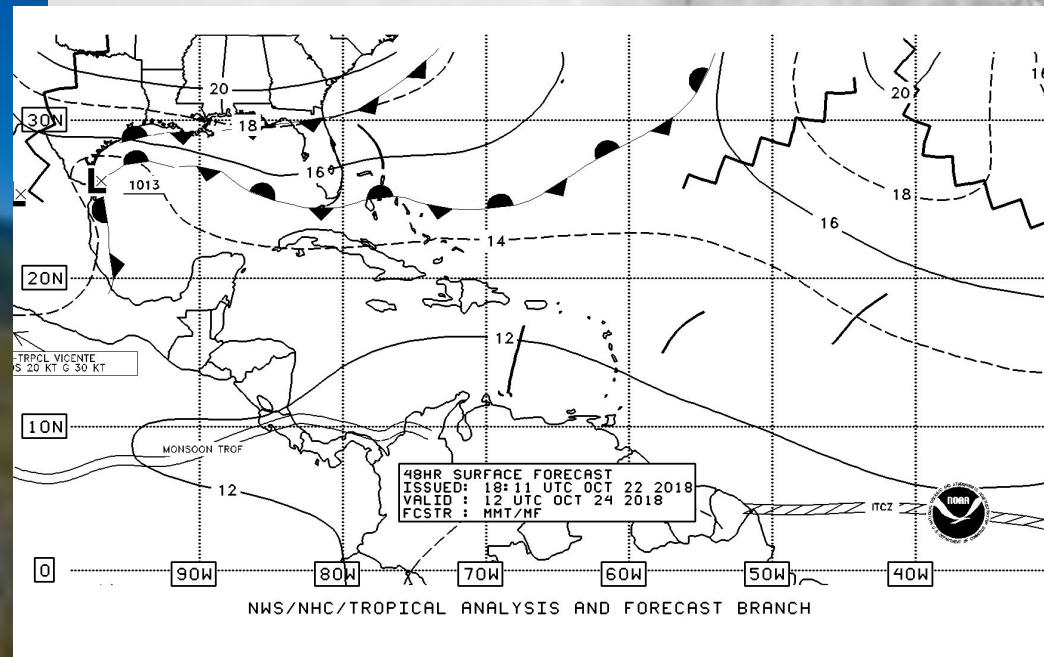 20
16
20
30N
18
16
1013
18
16
14
20N
-TRPCL VICENTE
S 20 KT G 30 KT
12
10N
MONSOON TROF
48HR SURFACE FORECAST
ISSUED: 18:11 UTC OCT 22 2018
VALID : 12 UTC OCT 24 2018
FCSTR : MMT/MF
12
ITCZ
NOAA
0
90W
80W
70W
60W
50W
40W
NWS/NHC/TROPICAL ANALYSIS AND FORECAST BRANCH
L